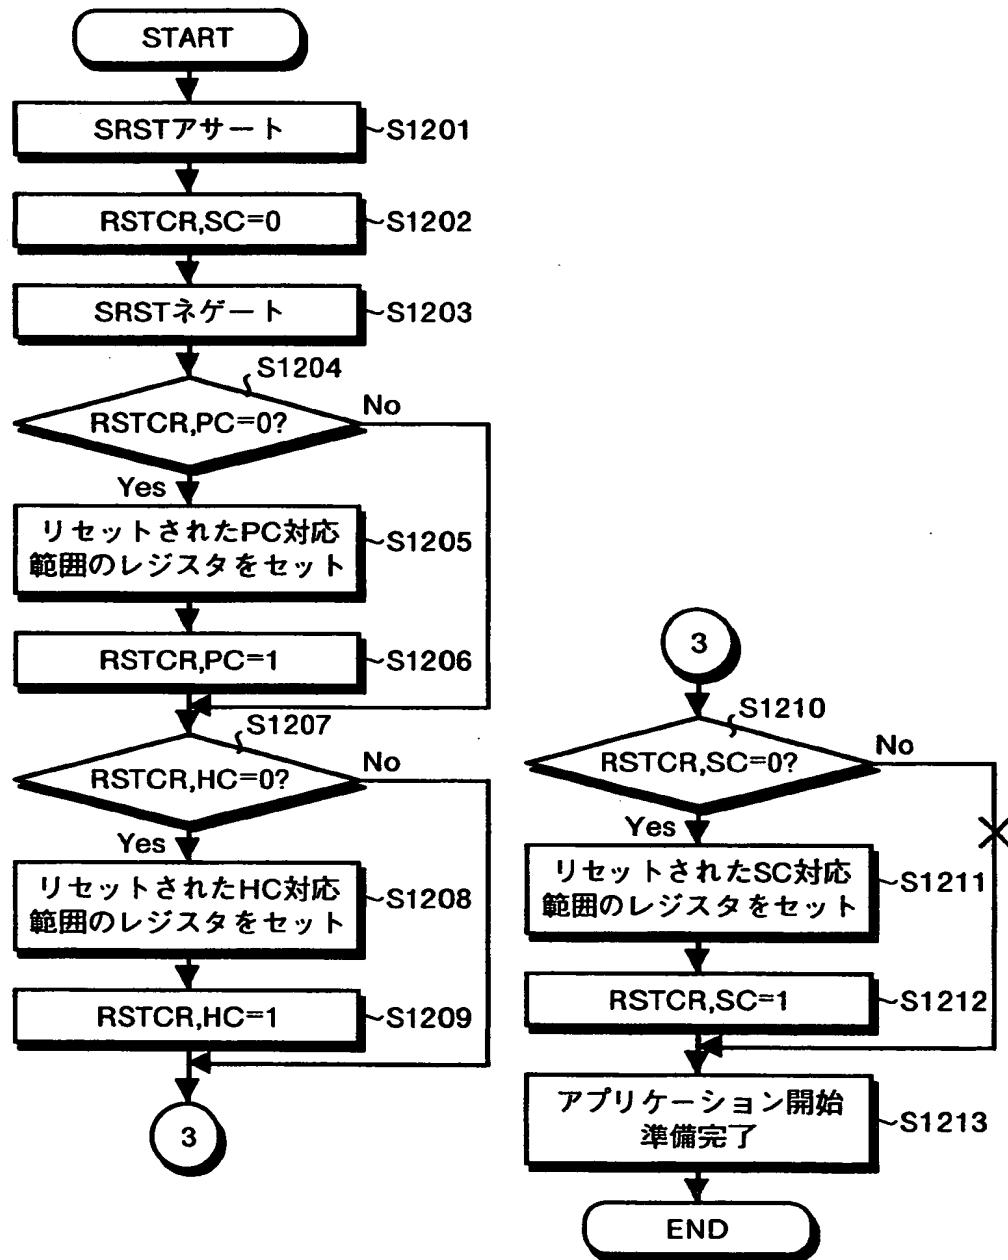 START
SRSTアサート
S1201
RSTCR,SC=0
S1202
SRSTネゲート
S1203
S1204
RSTCR,PC=0?
No
Yes
リセットされたPC対応
範囲のレジスタをセット
S1205
RSTCR,PC=1
S1206
S1207
RSTCR,HC=0?
No
Yes
リセットされたHC対応
範囲のレジスタをセット
S1208
RSTCR,HC=1
S1209
3
3
S1210
RSTCR,SC=0?
No
Yes
リセットされたSC対応
範囲のレジスタをセット
S1211
RSTCR,SC=1
S1212
アプリケーション開始
準備完了
S1213
END